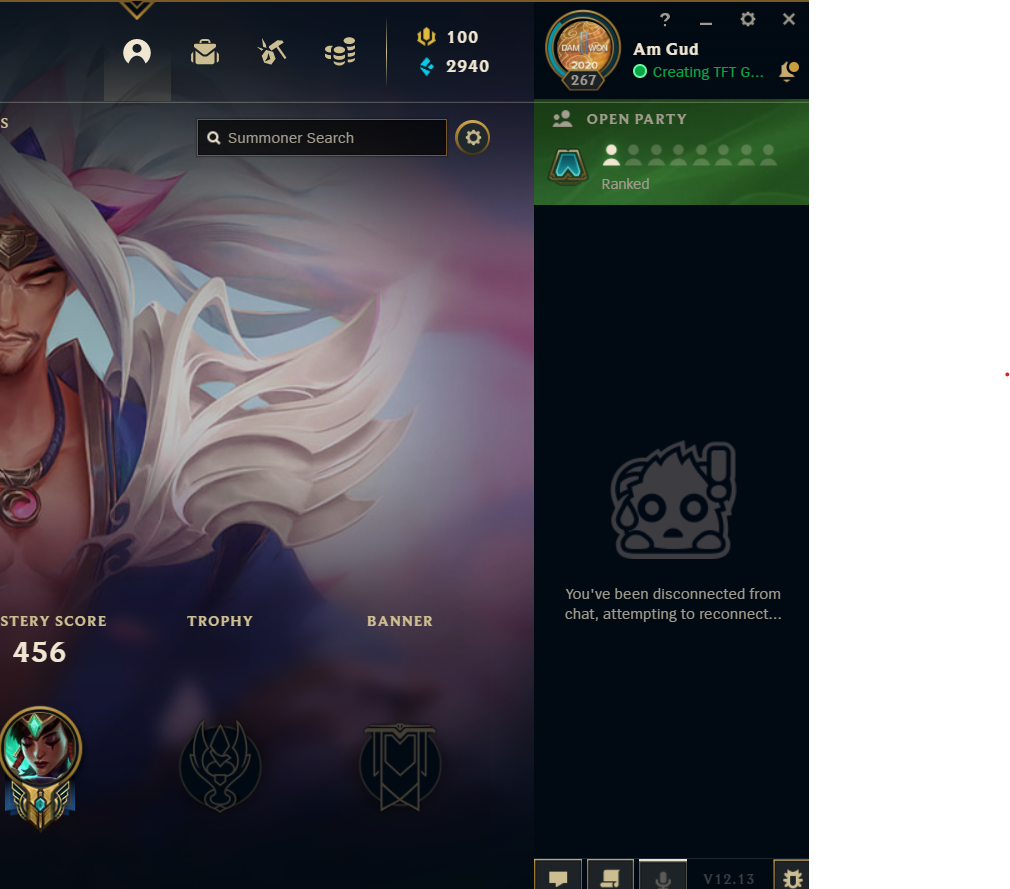 100
2940
?
DAMWON
2020
267
Am Gud
Creating TFT G...
S
Summoner Search
OPEN PARTY
Ranked
You've been disconnected from
chat, attempting to reconnect...
STERY SCORE
TROPHY
BANNER
456
V12.13